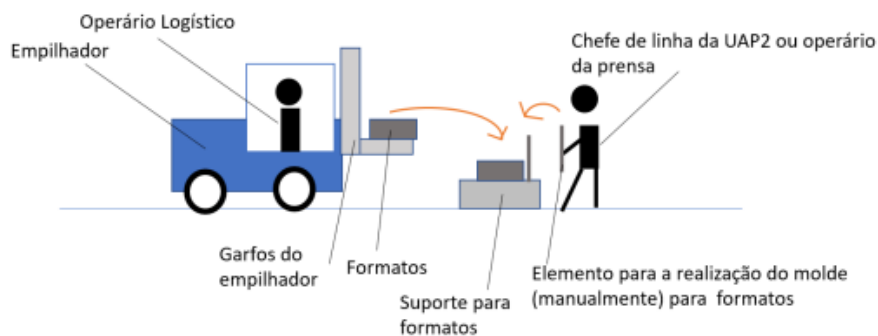 Operário Logístico
Empilhador
Chefe de linha da UAP2 ou operário
da prensa
Garfos do
empilhador
Formatos
Suporte para
formatos
Elemento para a realização do molde
(manualmente) para formatos